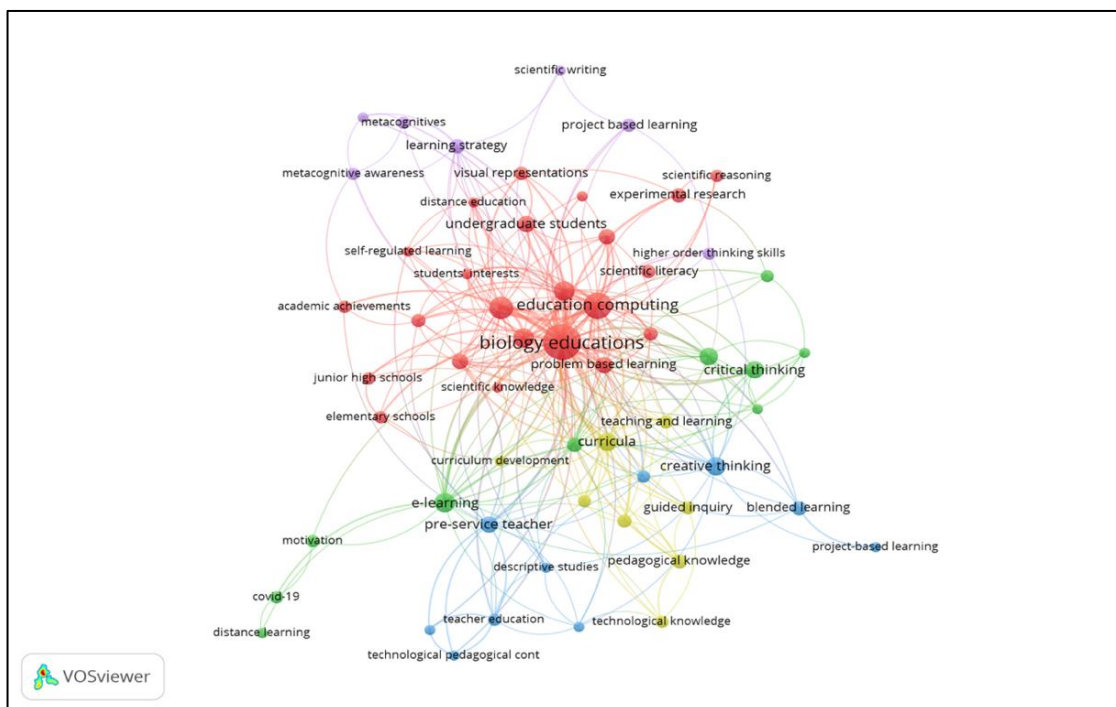 scientific writing
metacognitives
project based learning
learning strategy
metacognitive awareness
visual representations
scientific reasoning
distance education
experimental research
undergraduate students
self-regulated learning
higher order thinking skills
students' interests
scientific literacy
academic achievements
education computing
biology educations
problem based learning
critical thinking
junior high schools
scientific knowledge
elementary schools
teaching and learning
curricula
curriculum development
creative thinking
e-learning
guided inquiry
blended learning
pre-service teacher
motivation
project-based learning
descriptive studies
pedagogical knowledge
covid-19
teacher education
technological knowledge
distance learning
technological pedagogical cont
VOSviewer